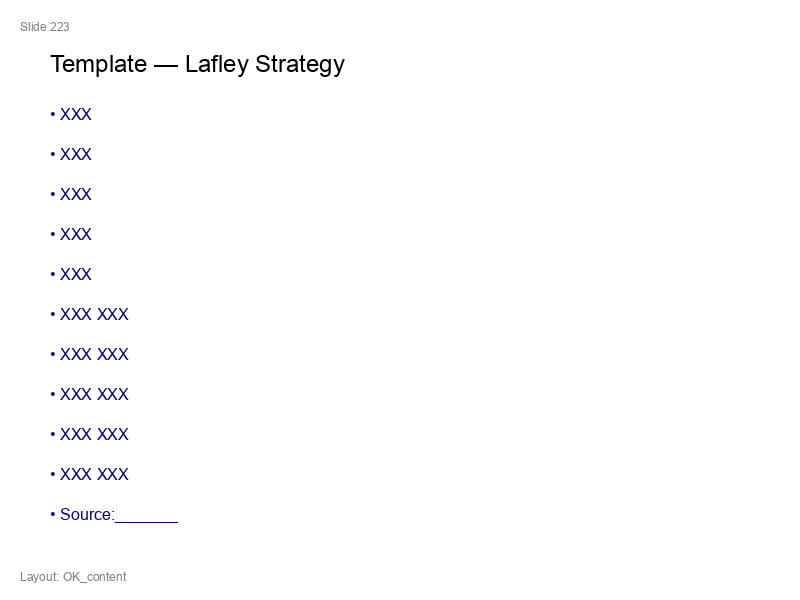 Slide 223
Template — Lafley Strategy
• XXX
• XXX
• XXX
• XXX
• XXX
• XXX XXX
• XXX XXX
• XXX XXX
• XXX XXX
• XXX XXX
• Source:_______
Layout: OK_content